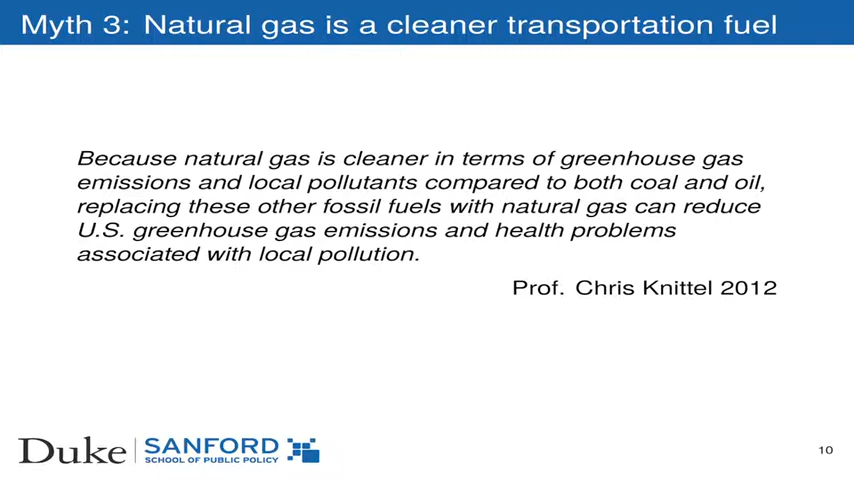 Myth 3: Natural gas is a cleaner transportation fuel
Because natural gas is cleaner in terms of greenhouse gas
emissions and local pollutants compared to both coal and oil,
replacing these other fossil fuels with natural gas can reduce
U.S. greenhouse gas emissions and health problems
associated with local pollution.
Prof. Chris Knittel 2012
Duke
SANFORD
SCHOOL OF PUBLIC POLICY
10